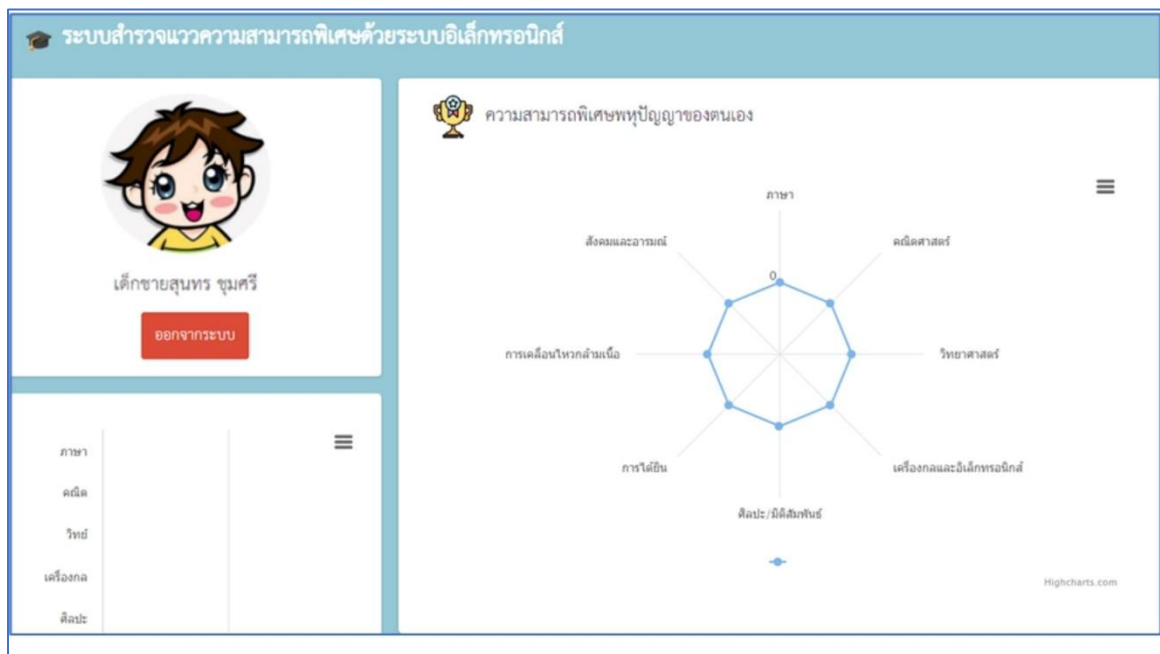 ระบบสำรวจแววความสามารถพิเศษด้วยระบบอิเล็กทรอนิกส์
เด็กชายสุนทร ชุมศรี
ออกจากระบบ
ความสามารถพิเศษพหุปัญญาของตนเอง
ภาษา
สังคมและอารมณ์
คณิตศาสตร์
0
การเคลื่อนไหวกล้ามเนื้อ
วิทยาศาสตร์
การได้ยิน
เครื่องกลและอิเล็กทรอนิกส์
ศิลปะ/มิติสัมพันธ์
Highcharts.com
ภาษา
คณิต
วิทย์
เครื่องกล
ศิลปะ